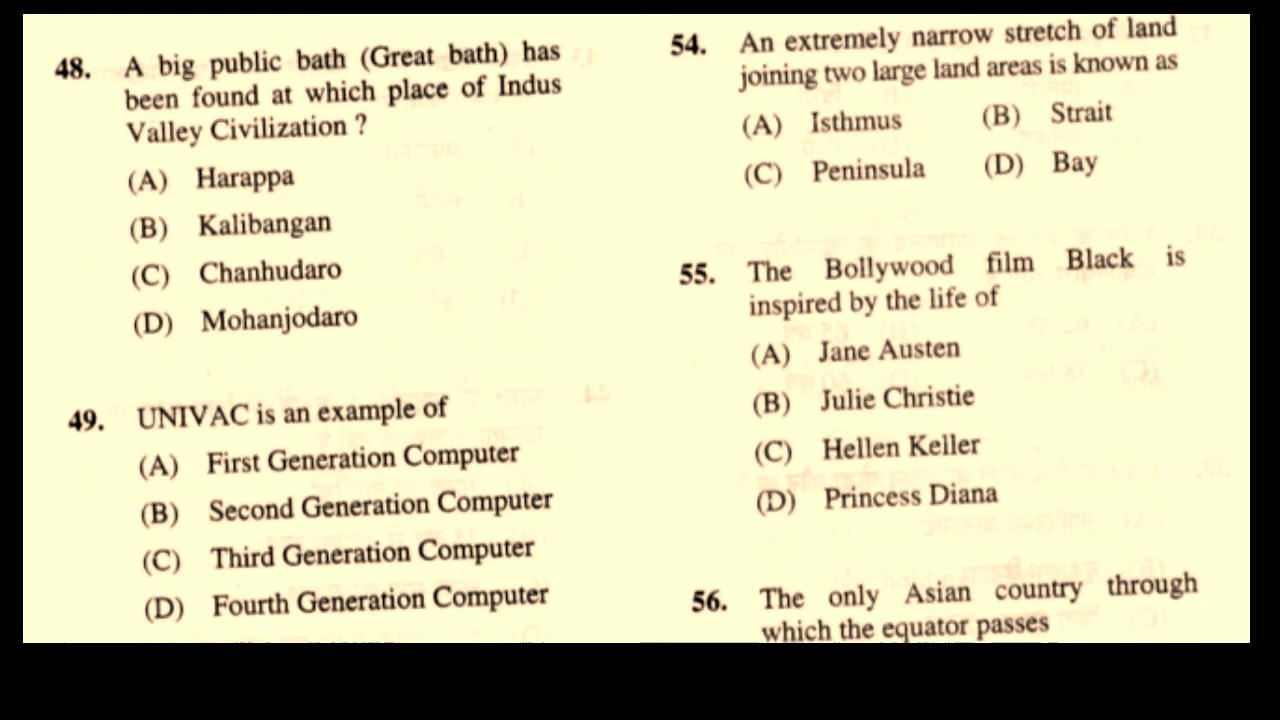 48. A big public bath (Great bath) has
been found at which place of Indus
Valley Civilization ?
(A) Harappa
(B) Kalibangan
(C) Chanhudaro
(D) Mohanjodaro
49. UNIVAC is an example of
(A) First Generation Computer
(B) Second Generation Computer
(C) Third Generation Computer
(D) Fourth Generation Computer
54. An extremely narrow stretch of land
joining two large land areas is known as
(A) Isthmus (B) Strait
(C) Peninsula (D) Bay
55. The Bollywood film Black is
inspired by the life of
(A) Jane Austen
(B) Julie Christie
(C) Hellen Keller
(D) Princess Diana
56. The only Asian country through
which the equator passes